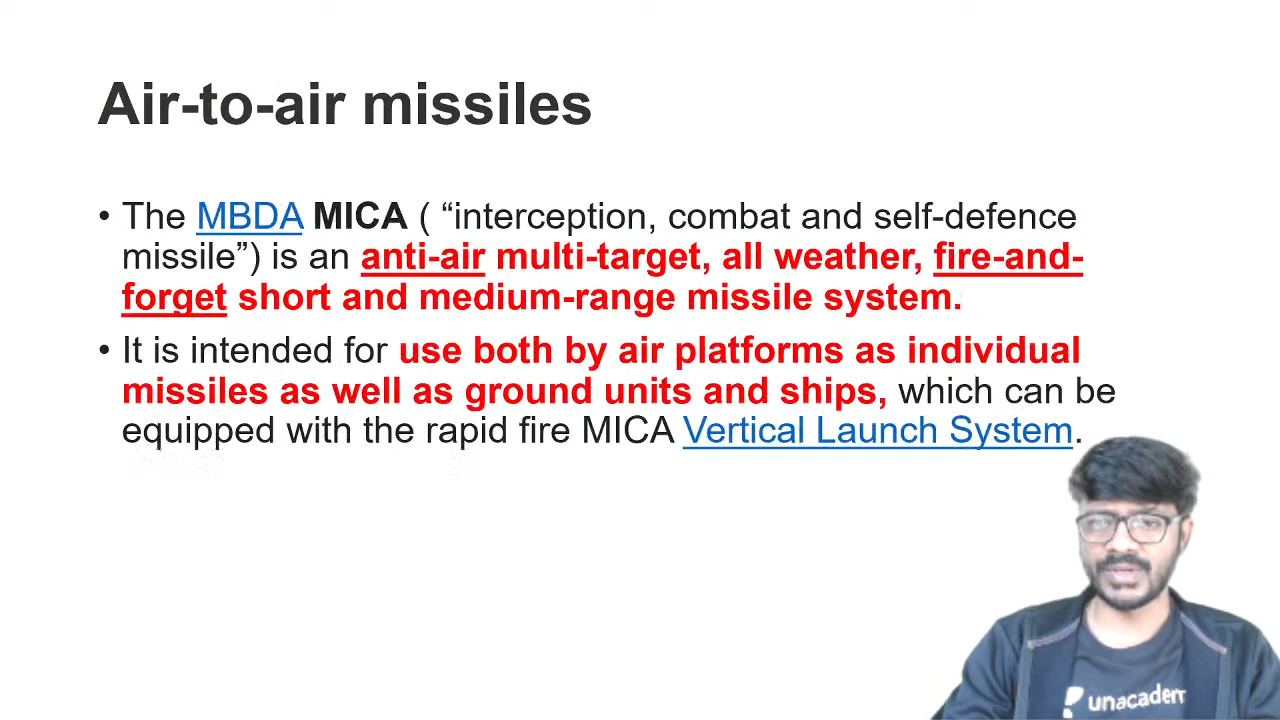 Air-to-air missiles
• The MBDA MICA ( “interception, combat and self-defence
missile”) is an anti-air multi-target, all weather, fire-and-
forget short and medium-range missile system.
• It is intended for use both by air platforms as individual
missiles as well as ground units and ships, which can be
equipped with the rapid fire MICA Vertical Launch System.
unacadem